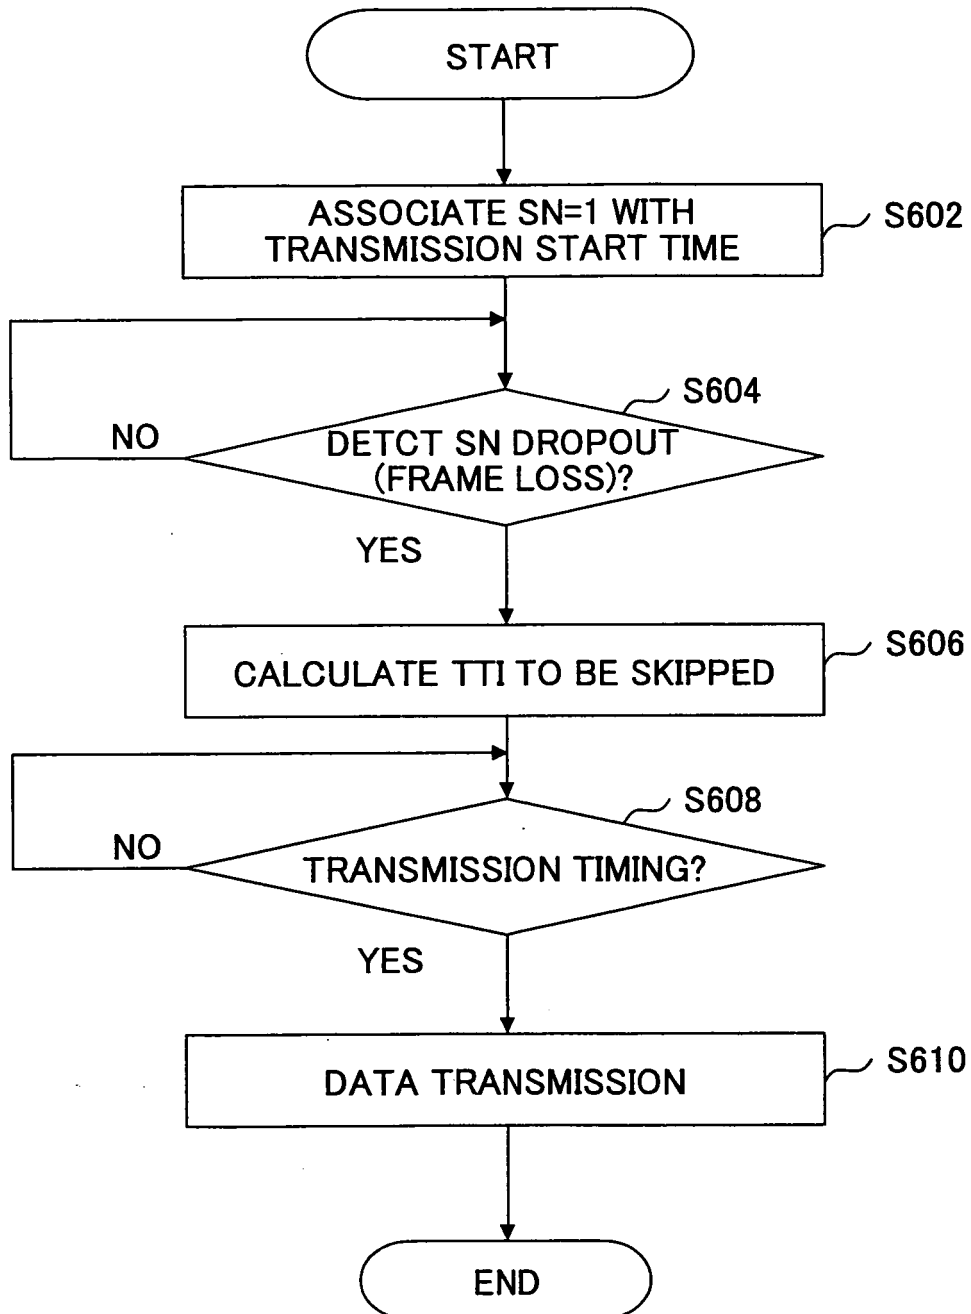 START
ASSOCIATE SN=1 WITH
TRANSMISSION START TIME
S602
S604
NO
DETCT SN DROPOUT
(FRAME LOSS)?
YES
S606
CALCULATE TTI TO BE SKIPPED
S608
NO
TRANSMISSION TIMING?
YES
S610
DATA TRANSMISSION
END